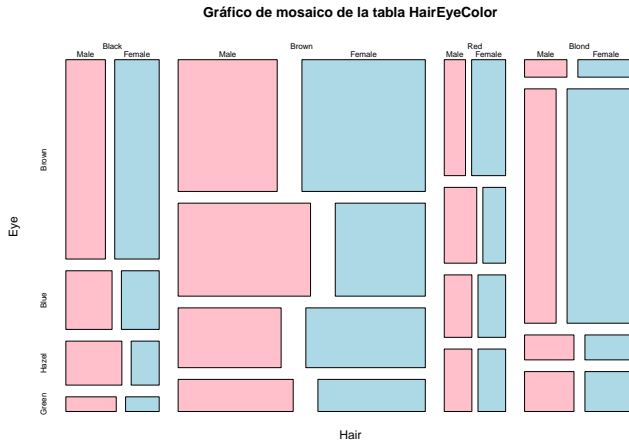 Gráfico de mosaico de la tabla HairEyeColor
Black Brown Red Blond
Male Female Male Female Male Female Male Female
Eye
Brown
Blue
Hazel
Green
Hair